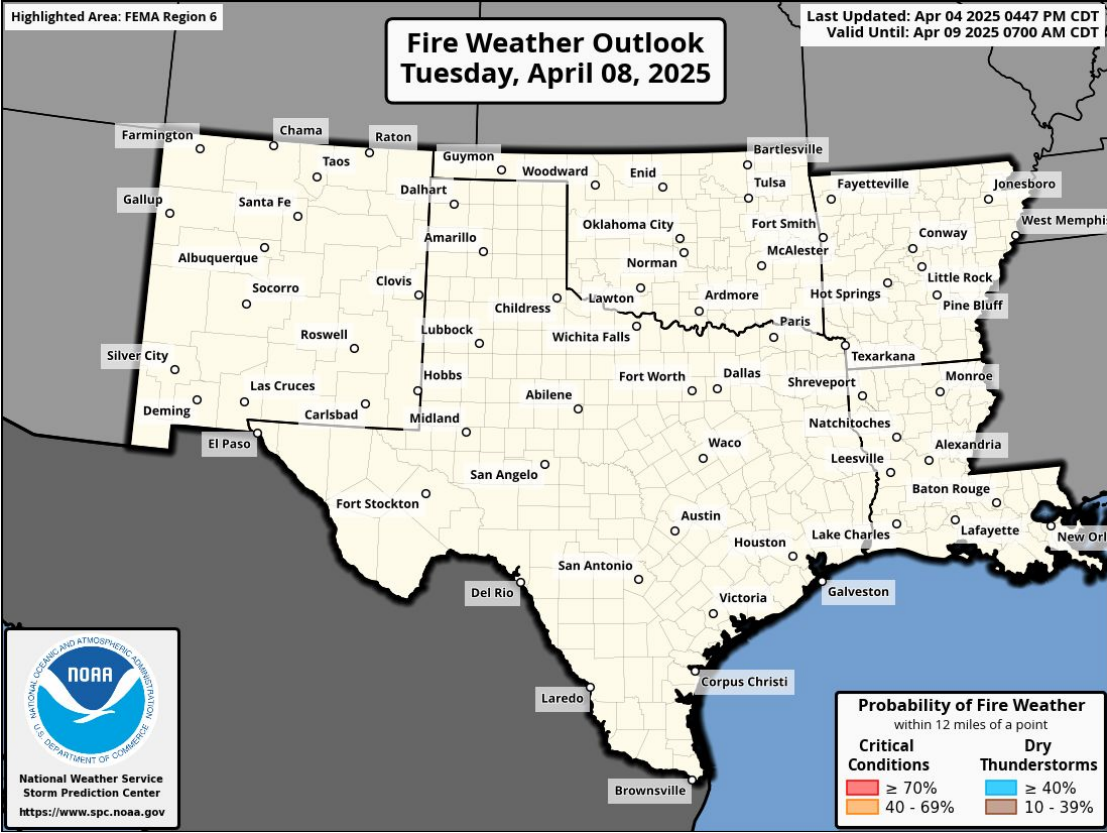 Highlighted Area: FEMA Region 6
Last Updated: Apr 04 2025 0447 PM CDT
Valid Until: Apr 09 2025 0700 AM CDT
Fire Weather Outlook
Tuesday, April 08, 2025
Farmington
Chama
Raton
Taos
Guymon
Woodward
Enid
Bartlesville
Gallup
Santa Fe
Dalhart
Tulsa
Fayetteville
Jonesboro
Albuquerque
Amarillo
Oklahoma City
Fort Smith
Conway
West Memphis
Norman
McAlester
Little Rock
Socorro
Clovis
Childress
Lawton
Ardmore
Hot Springs
Pine Bluff
Roswell
Lubbock
Wichita Falls
Paris
Texarkana
Silver City
Las Cruces
Hobbs
Abilene
Fort Worth
Dallas
Shreveport
Monroe
Deming
Carlsbad
Midland
Natchitoches
El Paso
Waco
Leesville
Alexandria
San Angelo
Fort Stockton
Baton Rouge
Austin
Houston
Lake Charles
Lafayette
New Orl
San Antonio
Del Rio
Victoria
Galveston
Laredo
Corpus Christi
Brownsville
NATIONAL OCEANIC AND ATMOSPHERIC ADMINISTRATION
NOAA
U.S. DEPARTMENT OF COMMERCE
National Weather Service
Storm Prediction Center
https://www.spc.noaa.gov
Probability of Fire Weather
within 12 miles of a point
Critical Conditions
≥ 70%
40 - 69%
Dry Thunderstorms
≥ 40%
10 - 39%